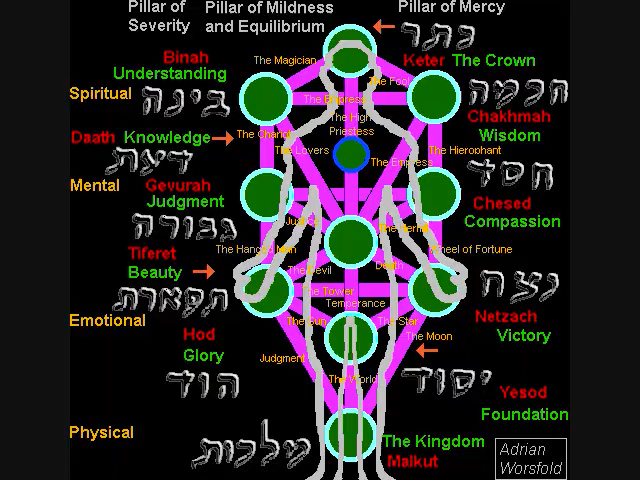 Pillar of Severity
Pillar of Mildness and Equilibrium
Pillar of Mercy
כתר
Keter The Crown
Binah
Understanding
The Magician
The Fool
Spiritual
בינה
The Empress
חכמה
Chakhmah
Wisdom
The High Priestess
Daath Knowledge
The Chariot
The Lovers
The Hierophant
דעת
The Empress
חסד
Mental
Gevurah
Judgment
Chesed
Compassion
גבורה
Justice
The Hermit
Tiferet
Beauty
The Hanged Man
Wheel of Fortune
The Devil
Death
נצח
תפארת
The Tower
Temperance
Emotional
The Sun
The Star
Netzach
Victory
Hod
Glory
The Moon
Judgment
הוד
The World
יסוד
Yesod
Foundation
Physical
מלכות
The Kingdom
Malkut
Adrian
Worsfold